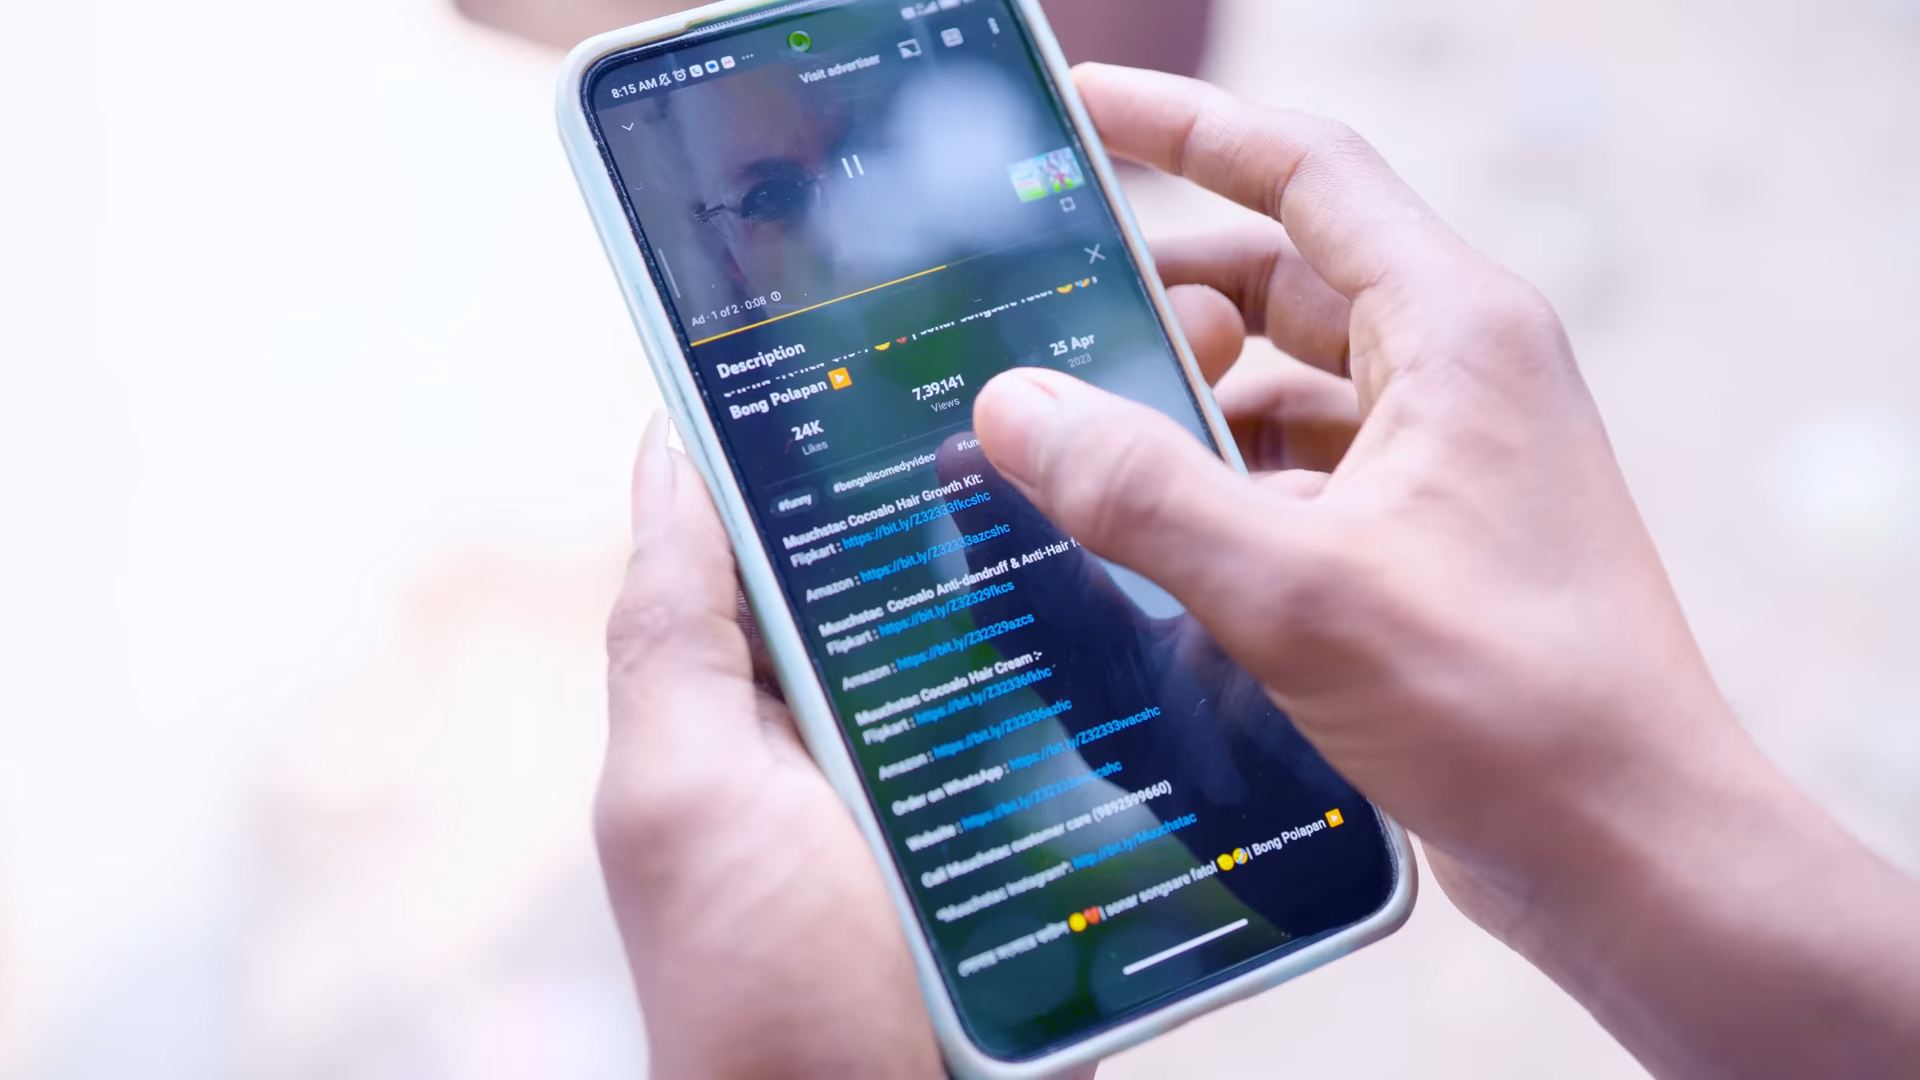 8:15 AM
Visit advertiser
Ad · 1 of 2 · 0:08
Description
sonar songsare fatol
Bong Polapan
24K
Likes
7,39,141
Views
25 Apr
2023
#funny
#bengalicomedyvideo
Muuchstac Cocoalo Hair Growth Kit:
Flipkart : https://bit.ly/Z32333fkcshc
Amazon : https://bit.ly/Z32333azcshc
Muuchstac Cocoalo Anti-dandruff & Anti-Hair
Flipkart : https://bit.ly/Z32329fkcs
Amazon : https://bit.ly/Z32329azcs
Muuchstac Cocoalo Hair Cream :-
Flipkart : https://bit.ly/Z32336fkhc
Amazon : https://bit.ly/Z32336azhc
Order on WhatsApp : https://bit.ly/Z32333wacshc
Website :
Call Muuchstac customer care (9892599660)
*Muuchstac Instagram*: http://bit.ly/Muuchstac
| sonar songsare fatol | Bong Polapan